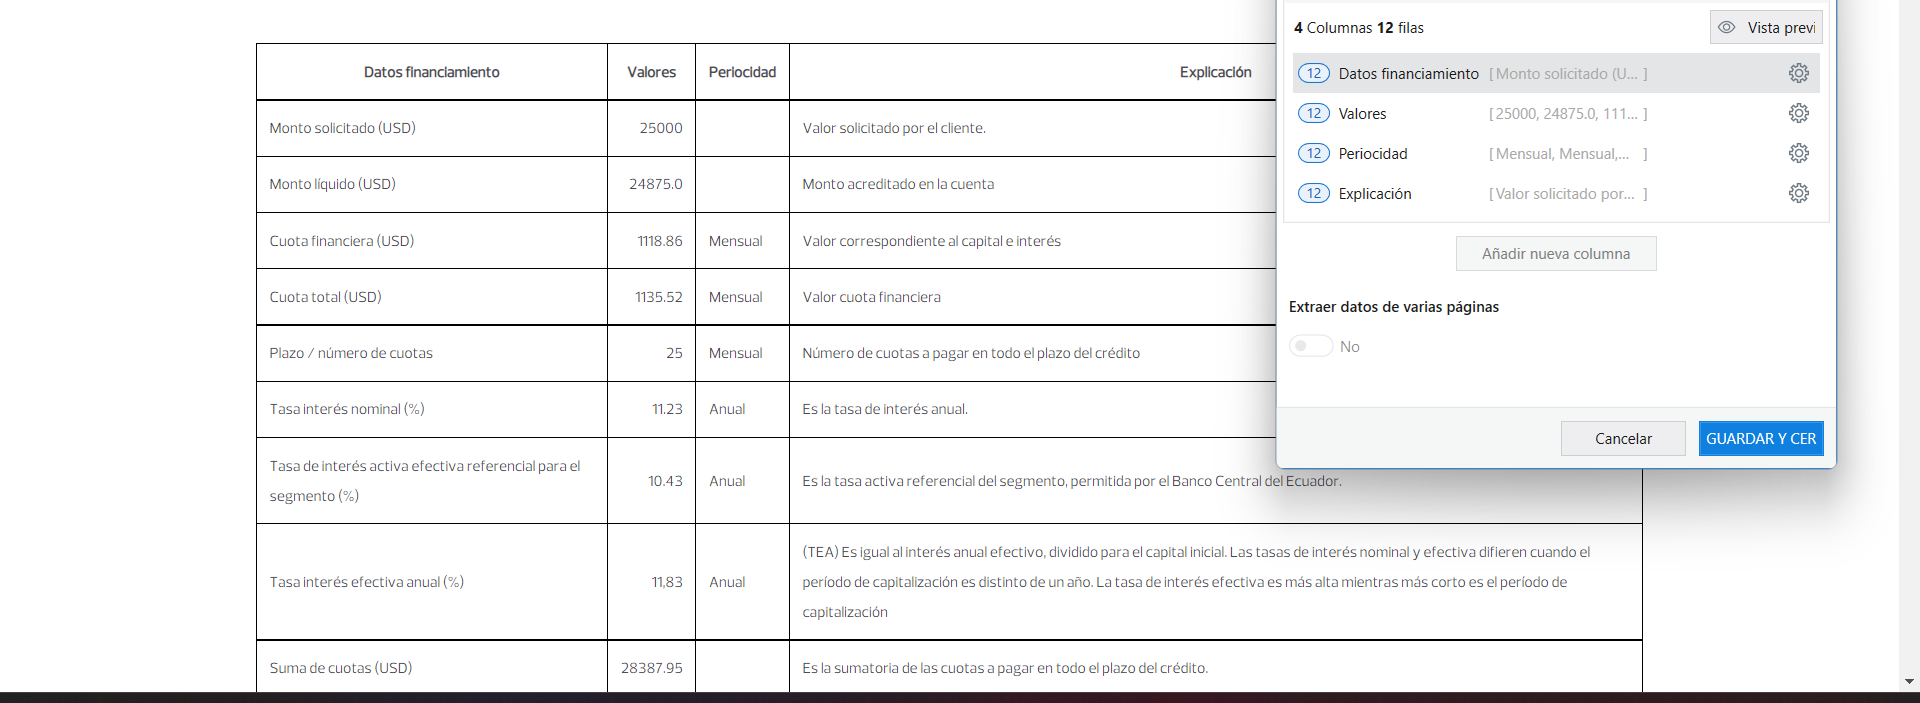 Datos financiamiento Valores Periocidad Explicación
Monto solicitado (USD) 25000 Valor solicitado por el cliente.
Monto líquido (USD) 24875.0 Monto acreditado en la cuenta
Cuota financiera (USD) 1118.86 Mensual Valor correspondiente al capital e interés
Cuota total (USD) 1135.52 Mensual Valor cuota financiera
Plazo / número de cuotas 25 Mensual Número de cuotas a pagar en todo el plazo del crédito
Tasa interés nominal (%) 11.23 Anual Es la tasa de interés anual.
Tasa de interés activa efectiva referencial para el
segmento (%)
10.43 Anual Es la tasa activa referencial del segmento, permitida por el Banco Central del Ecuador.
Tasa interés efectiva anual (%) 11,83 Anual
(TEA) Es igual al interés anual efectivo, dividido para el capital inicial. Las tasas de interés nominal y efectiva difieren cuando el
período de capitalización es distinto de un año. La tasa de interés efectiva es más alta mientras más corto es el período de
capitalización
Suma de cuotas (USD) 28387.95 Es la sumatoria de las cuotas a pagar en todo el plazo del crédito.
4 Columnas 12 filas
Vista previ
12 Datos financiamiento [ Monto solicitado (U... ]
12 Valores [ 25000, 24875.0, 111... ]
12 Periocidad [ Mensual, Mensual,... ]
12 Explicación [ Valor solicitado por... ]
Añadir nueva columna
Extraer datos de varias páginas
No
Cancelar
GUARDAR Y CER